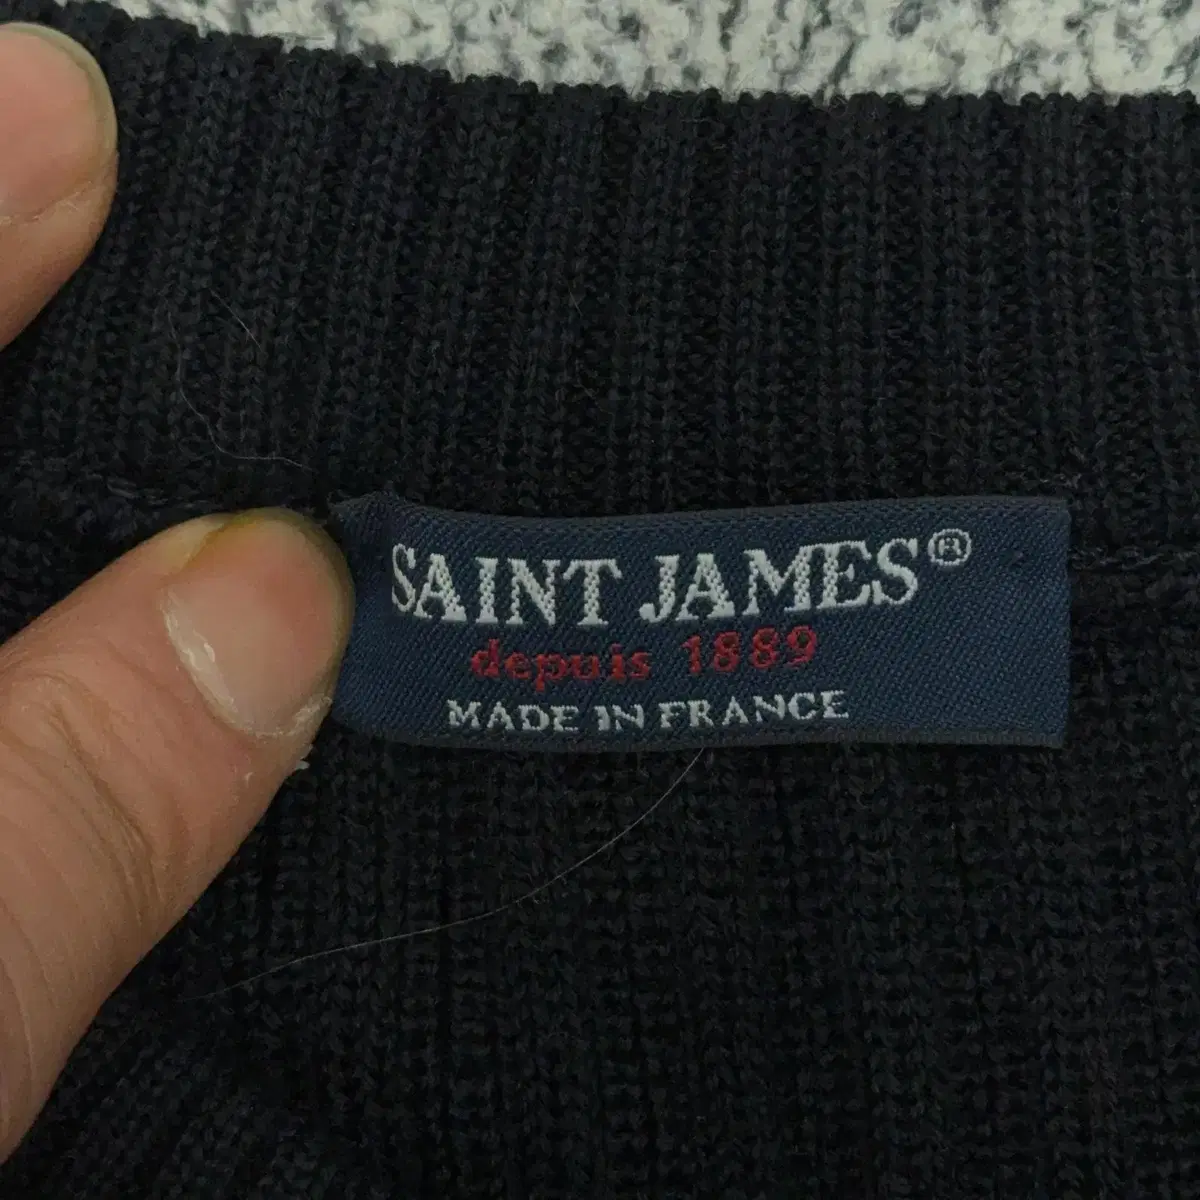 SAINT JAMES®
depuis 1889
MADE IN FRANCE